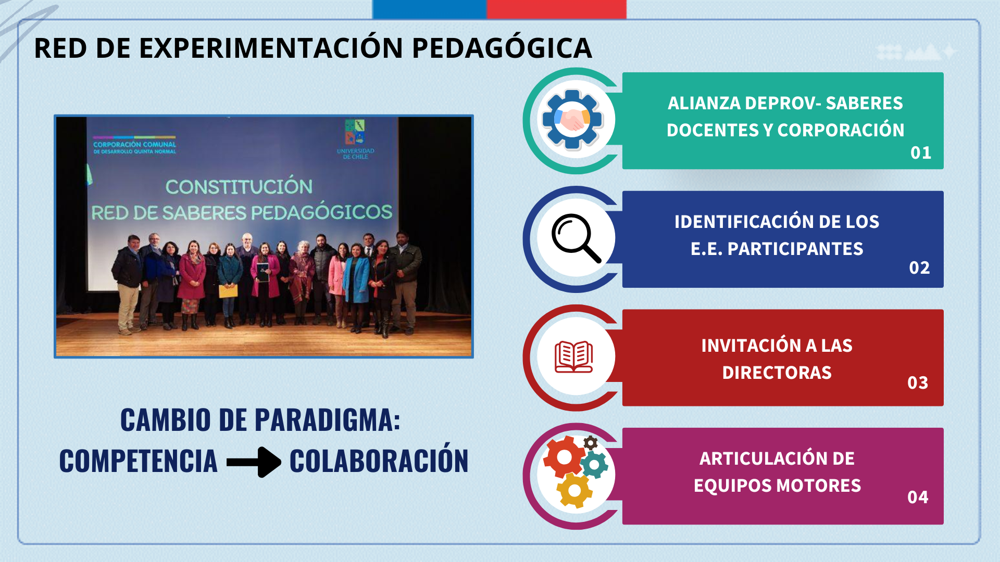 RED DE EXPERIMENTACIÓN PEDAGÓGICA
CORPORACIÓN COMUNAL
DE DESARROLLO QUINTA NORMAL
UNIVERSIDAD
DE CHILE
CONSTITUCIÓN
RED DE SABERES PEDAGÓGICOS
CAMBIO DE PARADIGMA:
COMPETENCIA COLABORACIÓN
ALIANZA DEPROV- SABERES
DOCENTES Y CORPORACIÓN
01
IDENTIFICACIÓN DE LOS
E.E. PARTICIPANTES
02
INVITACIÓN A LAS
DIRECTORAS
03
ARTICULACIÓN DE
EQUIPOS MOTORES
04